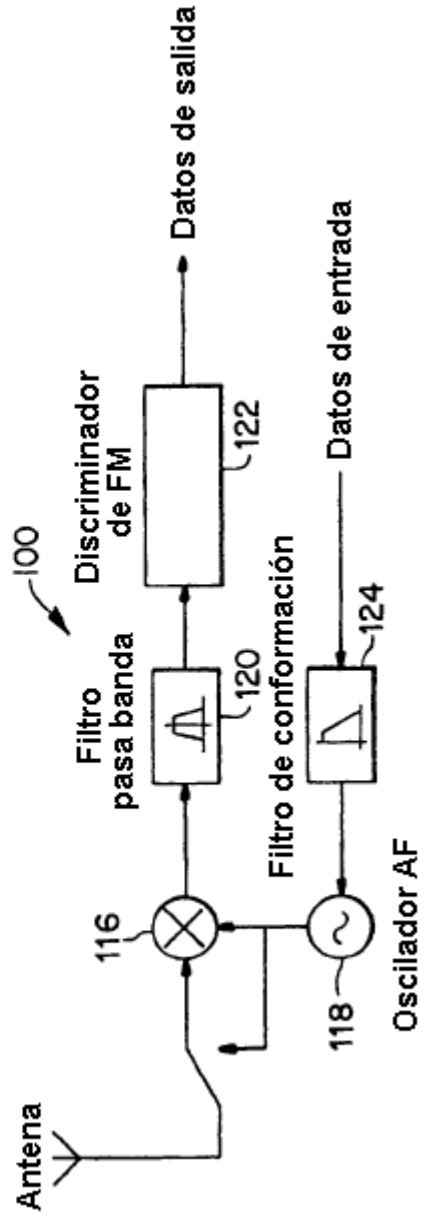 100
Antena
116
Filtro
pasa banda
120
Discriminador
de FM
122
Datos de salida
118
Oscilador AF
Filtro de conformación
124
Datos de entrada